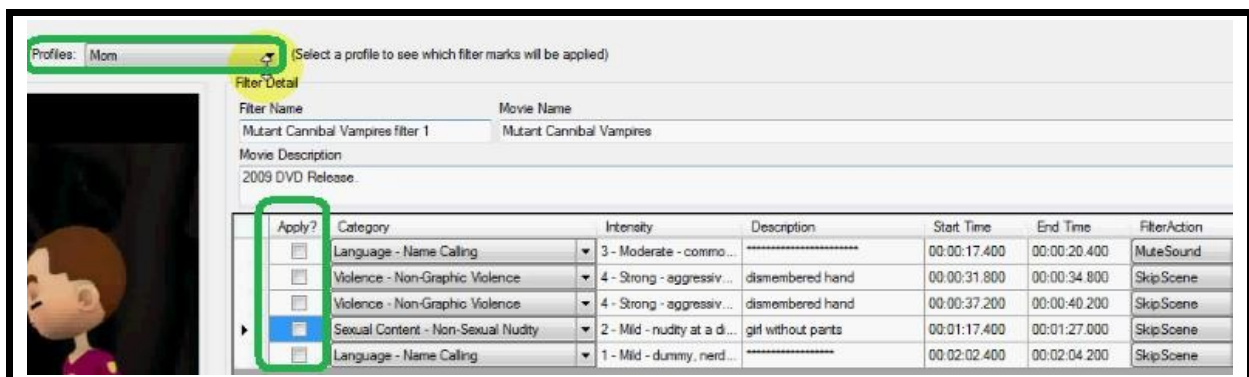 Profiles: Mom (Select a profile to see which filter marks will be applied)
Filter Detail
Filter Name Movie Name
Mutant Cannibal Vampires filter 1 Mutant Cannibal Vampires
Movie Description
2009 DVD Release.
Apply? Category Intensity Description Start Time End Time FilterAction
Language - Name Calling 3 - Moderate - commo... *********************** 00:00:17.400 00:00:20.400 MuteSound
Violence - Non-Graphic Violence 4 - Strong - aggressiv... dismembered hand 00:00:31.800 00:00:34.800 SkipScene
Violence - Non-Graphic Violence 4 - Strong - aggressiv... dismembered hand 00:00:37.200 00:00:40.200 SkipScene
Sexual Content - Non-Sexual Nudity 2 - Mild - nudity at a di... girl without pants 00:01:17.400 00:01:27.000 SkipScene
Language - Name Calling 1 - Mild - dummy, nerd... ****************** 00:02:02.400 00:02:04.200 SkipScene